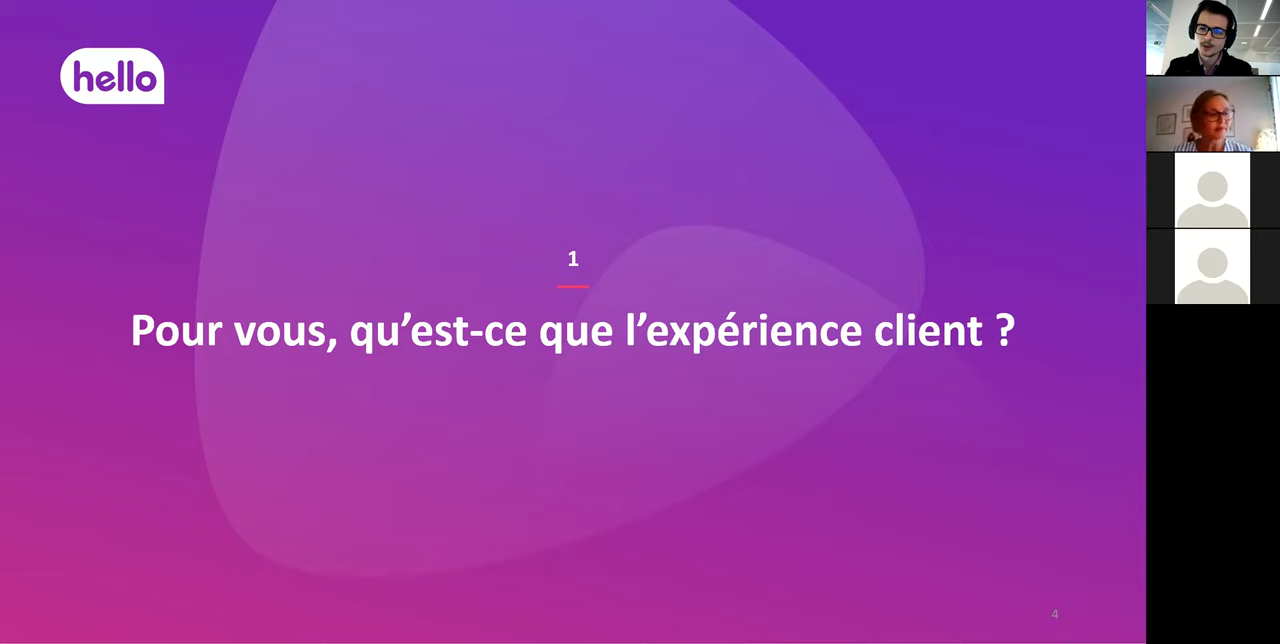 hello
1
Pour vous, qu’est-ce que l’expérience client ?
4